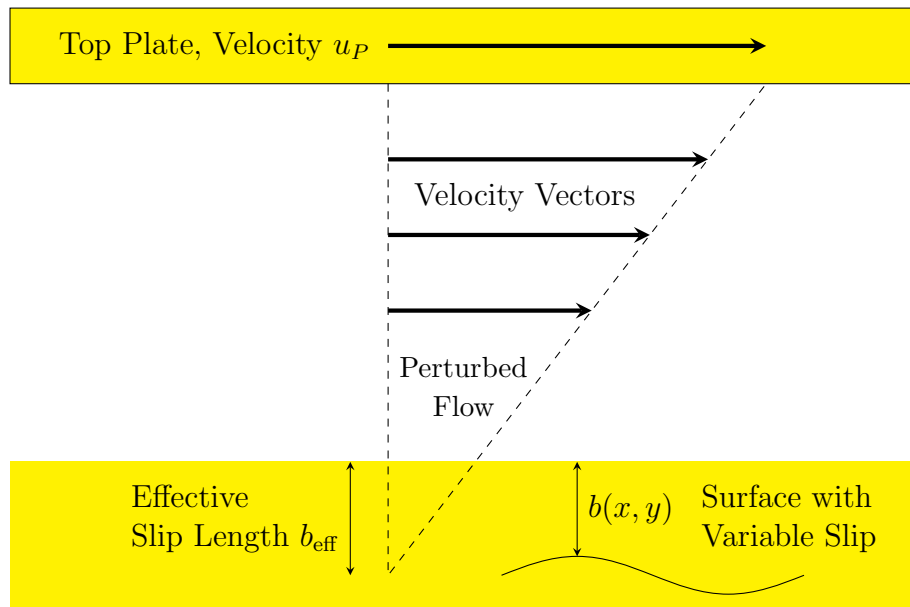 Top Plate, Velocity u_P
Velocity Vectors
Perturbed
Flow
Effective
Slip Length b_eff
b(x, y)
Surface with
Variable Slip